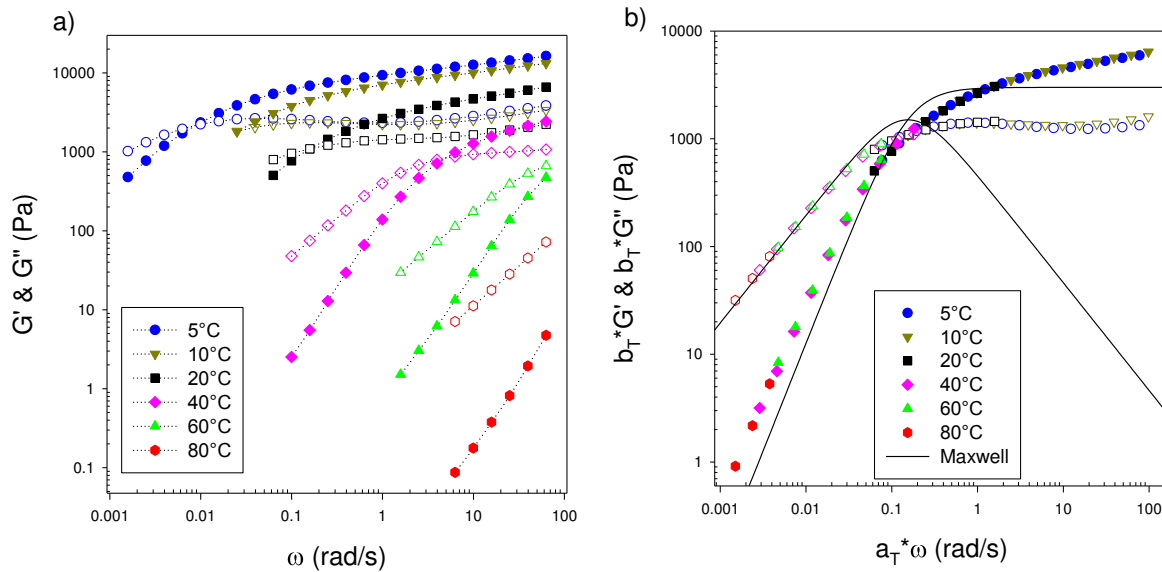 a)
G' & G" (Pa)
10000
1000
100
10
1
0.1
5°C
10°C
20°C
40°C
60°C
80°C
0.001
0.01
0.1
1
10
100
ω (rad/s)
b)
b_T*G' & b_T*G" (Pa)
10000
1000
100
10
1
5°C
10°C
20°C
40°C
60°C
80°C
Maxwell
0.001
0.01
0.1
1
10
100
a_T*ω (rad/s)